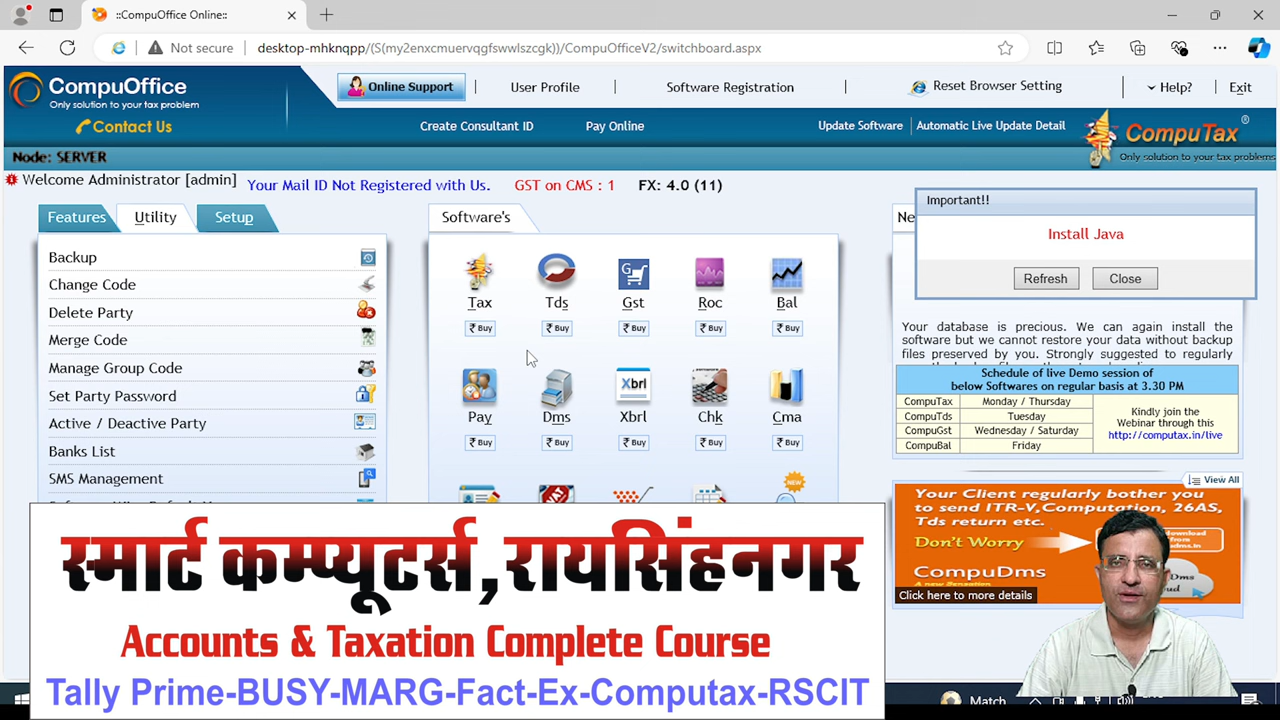 ::CompuOffice Online::
Not secure
desktop-mhknqpp/(S(my2enxcmuervqgfswwlszcgk))/CompuOfficeV2/switchboard.aspx
CompuOffice
Only solution to your tax problem
Contact Us
Online Support
User Profile
Software Registration
Reset Browser Setting
Help?
Exit
Create Consultant ID
Pay Online
Update Software
Automatic Live Update Detail
CompuTax®
Only solution to your tax problems
Node: SERVER
Welcome Administrator [admin]
Your Mail ID Not Registered with Us.
GST on CMS : 1
FX: 4.0 (11)
Features
Utility
Setup
Backup
Change Code
Delete Party
Merge Code
Manage Group Code
Set Party Password
Active / Deactive Party
Banks List
SMS Management
Software's
Tax
Tds
Gst
Roc
Bal
₹ Buy
₹ Buy
₹ Buy
₹ Buy
₹ Buy
Xbrl
Pay
Dms
Xbrl
Chk
Cma
₹ Buy
₹ Buy
₹ Buy
₹ Buy
₹ Buy
NEW
Ne
Important!!
Install Java
Refresh
Close
Your database is precious. We can again install the
software but we cannot restore your data without backup
files preserved by you. Strongly suggested to regularly
Schedule of live Demo session of
below Softwares on regular basis at 3.30 PM
CompuTax Monday / Thursday
CompuTds Tuesday
CompuGst Wednesday / Saturday
CompuBal Friday
Kindly join the
Webinar through this
http://computax.in/live
View All
Your Client regularly bother you
to send ITR-V,Computation, 26AS,
Tds return etc.
Don't Worry
CompuDms
A new Generation
Click here to more details
स्मार्ट कम्प्यूटर्स,रायसिंहनगर
Accounts & Taxation Complete Course
Tally Prime-BUSY-MARG-Fact-Ex-Computax-RSCIT
Match